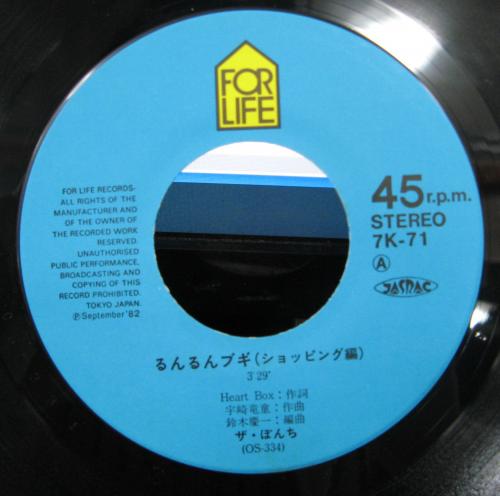 FOR
LIFE
FOR LIFE RECORDS-
ALL RIGHTS OF THE
MANUFACTURER AND
OF THE OWNER OF
THE RECORDED WORK
RESERVED.
UNAUTHORISED
PUBLIC PERFORMANCE,
BROADCASTING AND
COPYING OF THIS
RECORD PROHIBITED.
TOKYO JAPAN.
Ⓟ September '82
45 r.p.m.
STEREO
7K-71
Ⓐ
JASRAC
るんるんブギ(ショッピング編)
3'29"
Heart Box:作詞
宇崎竜童:作曲
鈴木慶一:編曲
ザ・ぼんち
(OS-334)